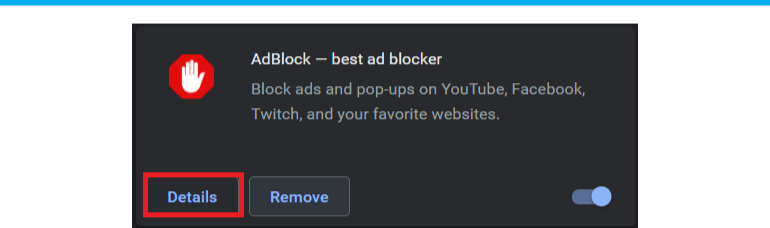 AdBlock — best ad blocker
Block ads and pop-ups on YouTube, Facebook,
Twitch, and your favorite websites.
Details Remove